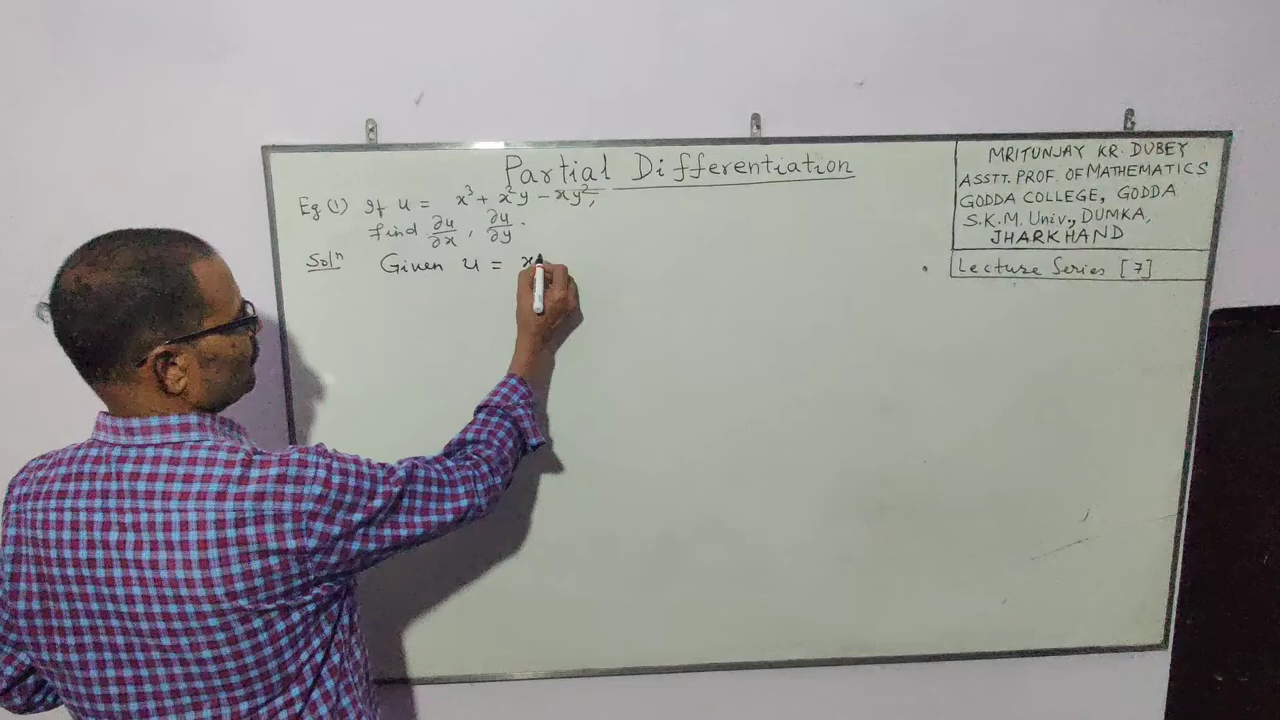 Partial Differentiation
Eg (1) If u = x³ + x²y - xy²,
find ∂u/∂x, ∂u/∂y.
Solⁿ Given u = x
MRITUNJAY KR. DUBEY
ASSTT. PROF. OF MATHEMATICS
GODDA COLLEGE, GODDA
S.K.M. Univ., DUMKA,
JHARKHAND
Lecture Series [7]